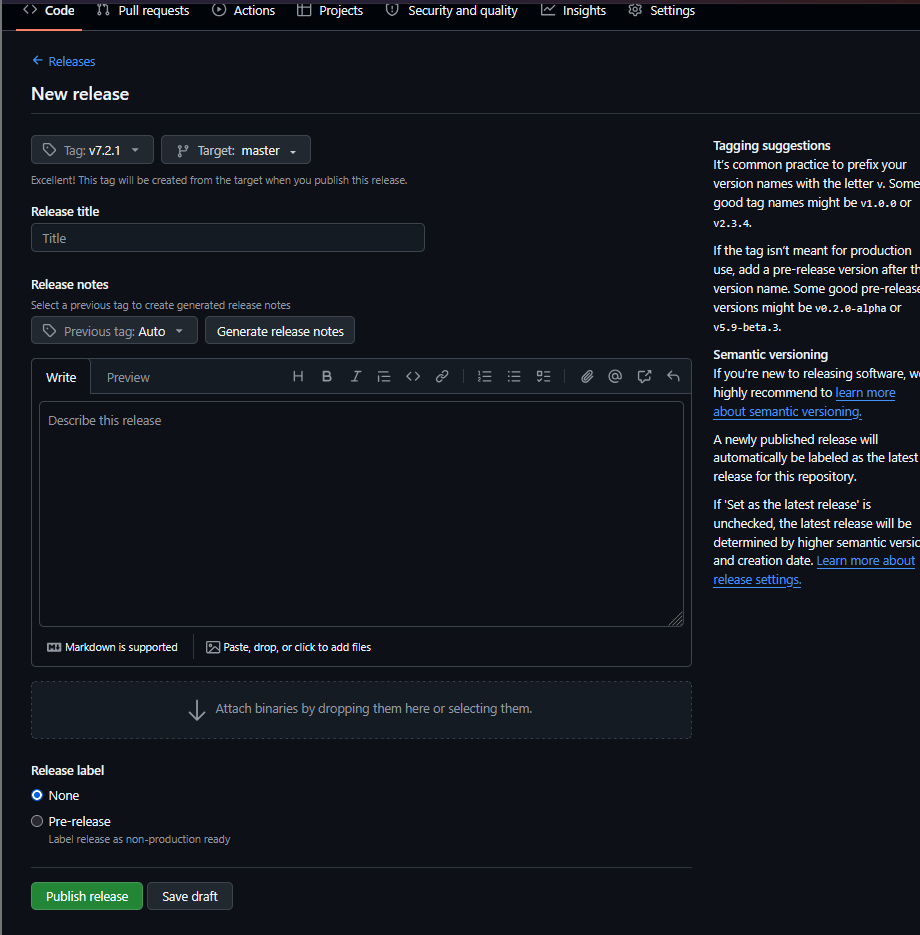 Code Pull requests Actions Projects Security and quality Insights Settings
Releases
New release
Tag: v7.2.1 Target: master
Excellent! This tag will be created from the target when you publish this release.
Release title
Title
Release notes
Select a previous tag to create generated release notes
Previous tag: Auto Generate release notes
Write Preview
Describe this release
Markdown is supported Paste, drop, or click to add files
Attach binaries by dropping them here or selecting them.
Release label
None
Pre-release
Label release as non-production ready
Publish release Save draft
Tagging suggestions
It's common practice to prefix your
version names with the letter v. Some
good tag names might be v1.0.0 or
v2.3.4.
If the tag isn't meant for production
use, add a pre-release version after th
version name. Some good pre-release
versions might be v0.2.0-alpha or
v5.9-beta.3.
Semantic versioning
If you're new to releasing software, we
highly recommend to learn more
about semantic versioning.
A newly published release will
automatically be labeled as the latest
release for this repository.
If 'Set as the latest release' is
unchecked, the latest release will be
determined by higher semantic versio
and creation date. Learn more about
release settings.